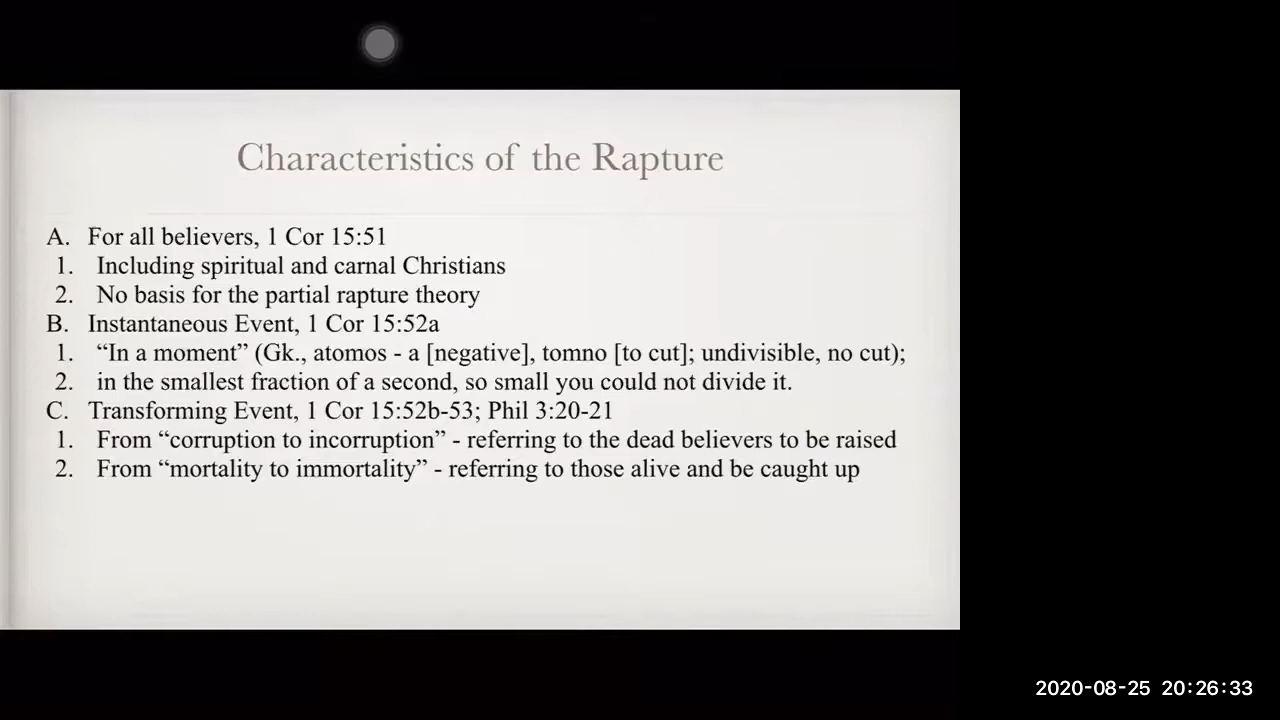 Characteristics of the Rapture
A. For all believers, 1 Cor 15:51
1. Including spiritual and carnal Christians
2. No basis for the partial rapture theory
B. Instantaneous Event, 1 Cor 15:52a
1. “In a moment” (Gk., atomos - a [negative], tomno [to cut]; undivisible, no cut);
2. in the smallest fraction of a second, so small you could not divide it.
C. Transforming Event, 1 Cor 15:52b-53; Phil 3:20-21
1. From “corruption to incorruption” - referring to the dead believers to be raised
2. From “mortality to immortality” - referring to those alive and be caught up
2020-08-25 20:26:33